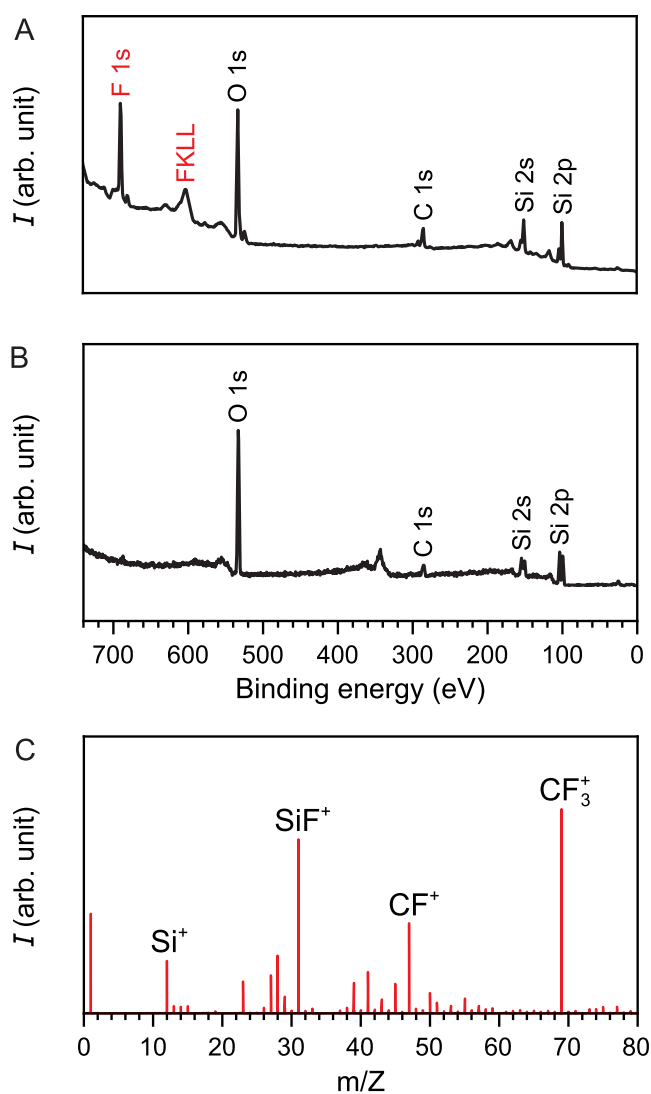 A
I (arb. unit)
F 1s
FKLL
O 1s
C 1s
Si 2s
Si 2p
B
I (arb. unit)
O 1s
C 1s
Si 2s
Si 2p
700 600 500 400 300 200 100 0
Binding energy (eV)
C
I (arb. unit)
Si⁺
SiF⁺
CF⁺
CF₃⁺
0 10 20 30 40 50 60 70 80
m/Z